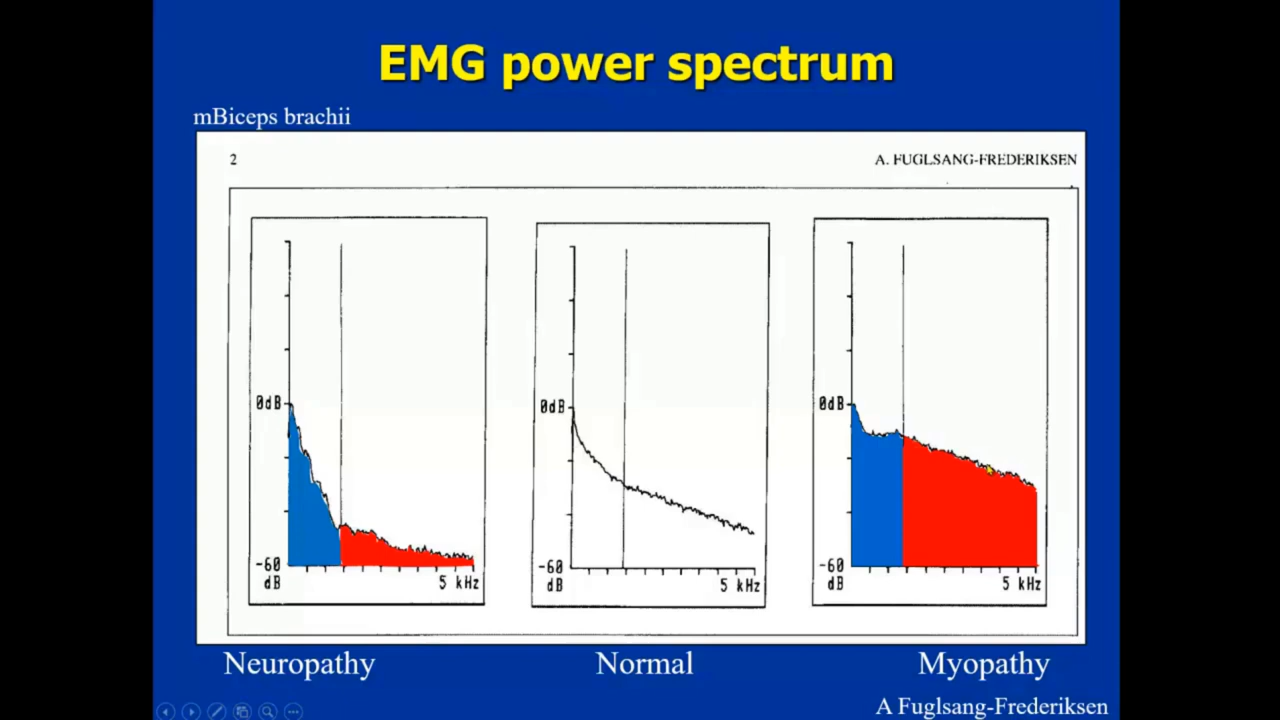 EMG power spectrum
mBiceps brachii
2
A. FUGLSANG-FREDERIKSEN
0dB
-60
dB
5 kHz
0dB
-60
dB
5 kHz
0dB
-60
dB
5 kHz
Neuropathy
Normal
Myopathy
A Fuglsang-Frederiksen